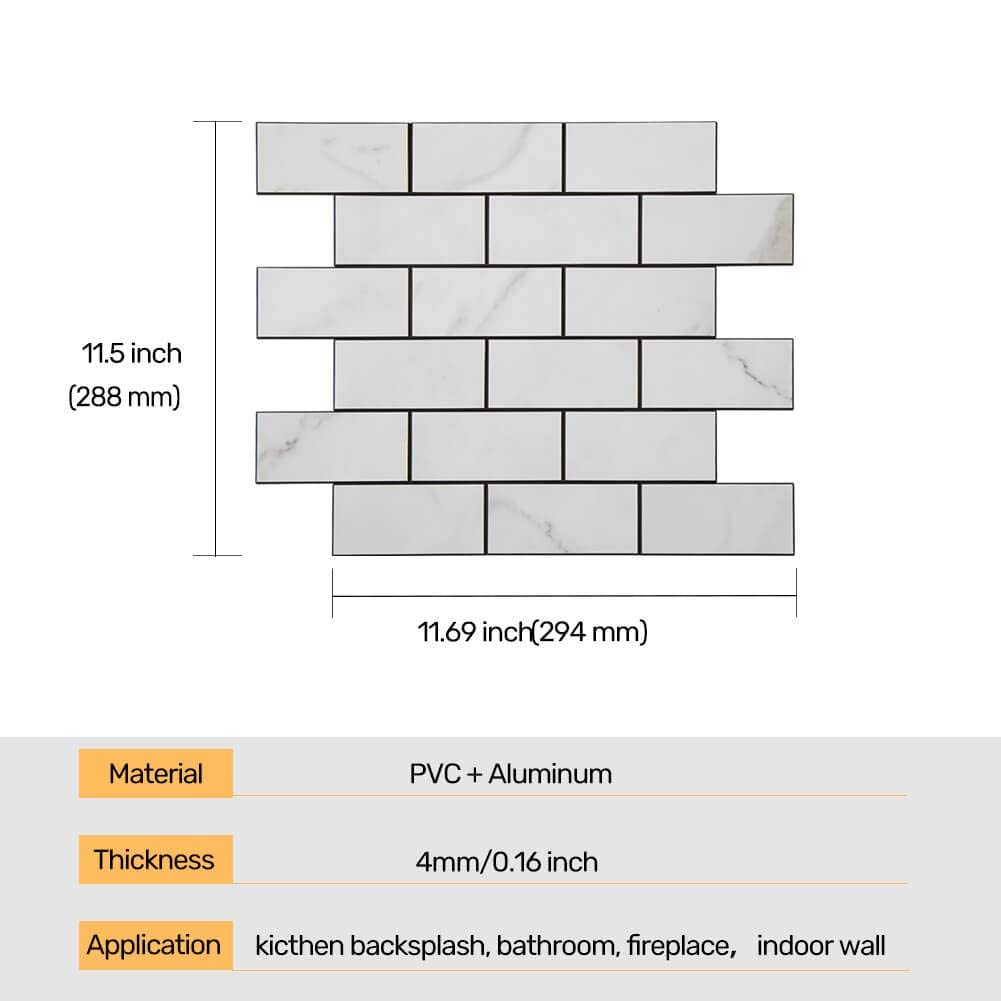 11.5 inch
(288 mm)
11.69 inch(294 mm)
Material PVC + Aluminum
Thickness 4mm/0.16 inch
Application kicthen backsplash, bathroom, fireplace， indoor wall